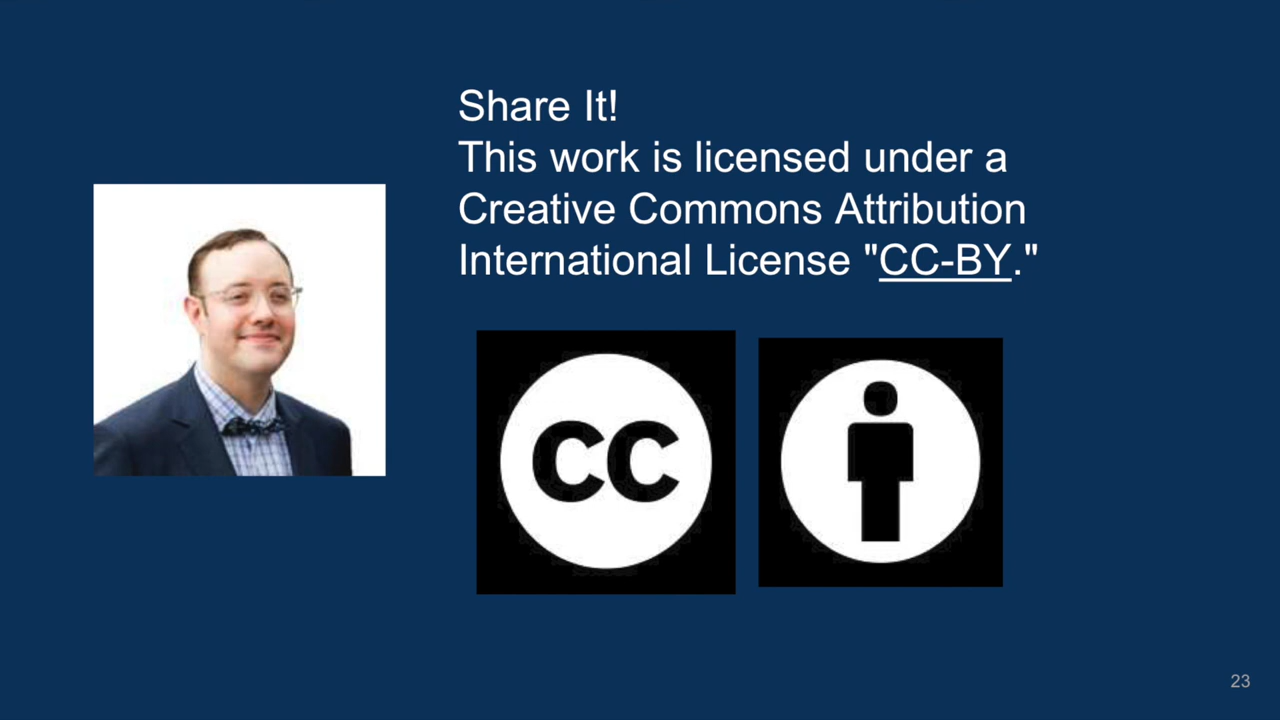 Share It!
This work is licensed under a
Creative Commons Attribution
International License "CC-BY."
cc
23